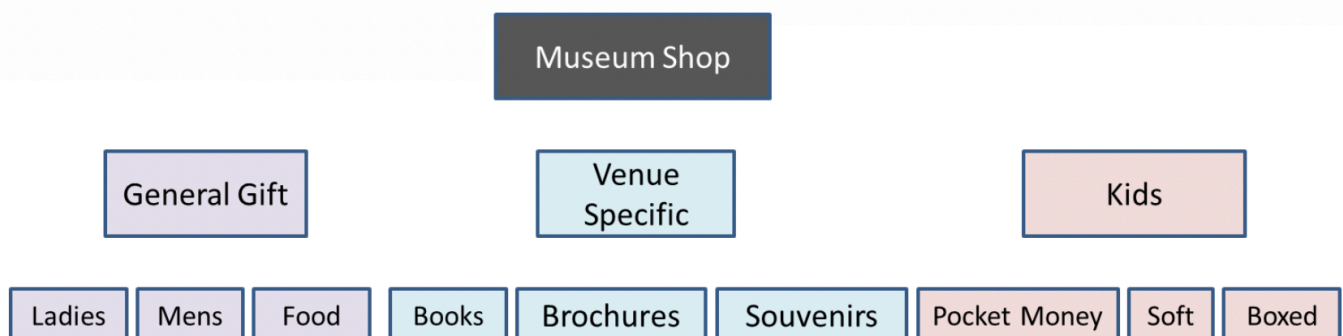 Museum Shop
General Gift
Venue
Specific
Kids
Ladies
Mens
Food
Books
Brochures
Souvenirs
Pocket Money
Soft
Boxed